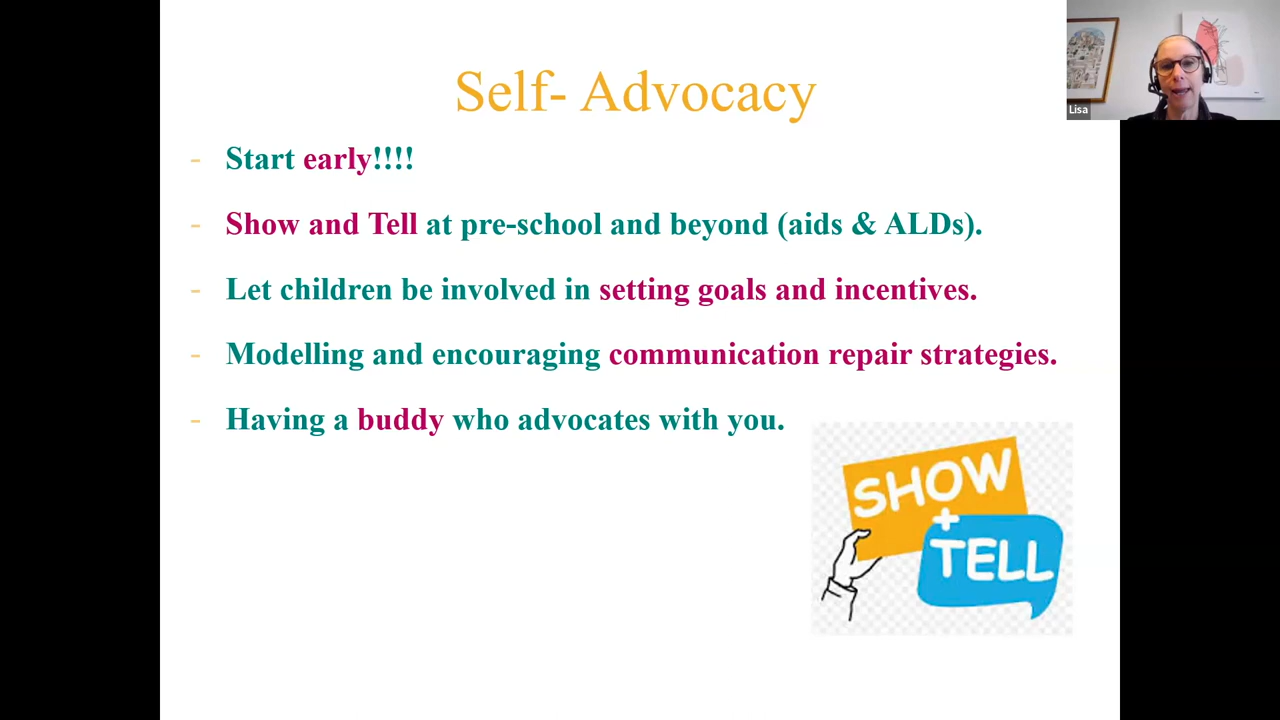 Self- Advocacy
- Start early!!!!
- Show and Tell at pre-school and beyond (aids & ALDs).
- Let children be involved in setting goals and incentives.
- Modelling and encouraging communication repair strategies.
- Having a buddy who advocates with you.
SHOW
+
TELL
Lisa